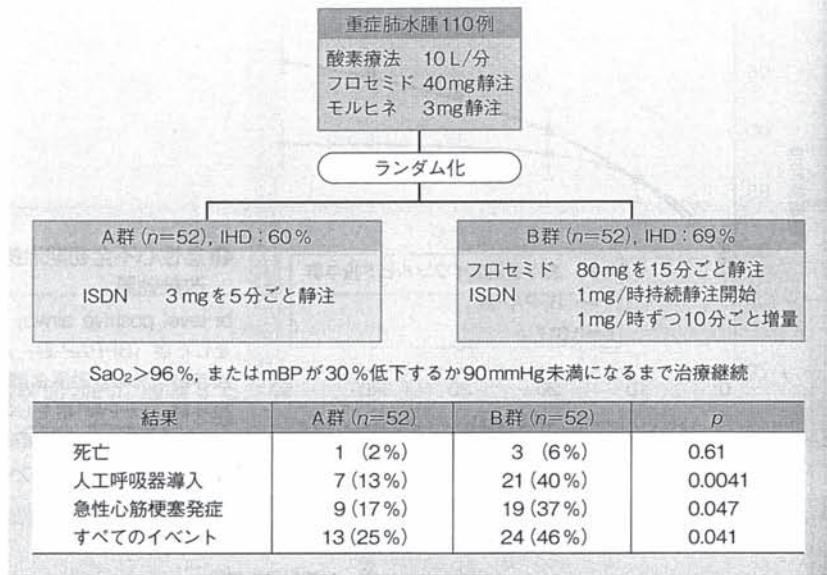 重症肺水腫110例
酸素療法 10L/分
フロセミド 40mg静注
モルヒネ 3mg静注
ランダム化
A群(n=52), IHD:60%
ISDN 3mgを5分ごと静注
B群(n=52), IHD:69%
フロセミド 80mgを15分ごと静注
ISDN 1mg/時持続静注開始
1mg/時ずつ10分ごと増量
SaO₂>96%, またはmBPが30%低下するか90mmHg未満になるまで治療継続
結果 A群(n=52) B群(n=52) p
死亡 1 (2%) 3 (6%) 0.61
人工呼吸器導入 7(13%) 21(40%) 0.0041
急性心筋梗塞発症 9(17%) 19(37%) 0.047
すべてのイベント 13(25%) 24(46%) 0.041